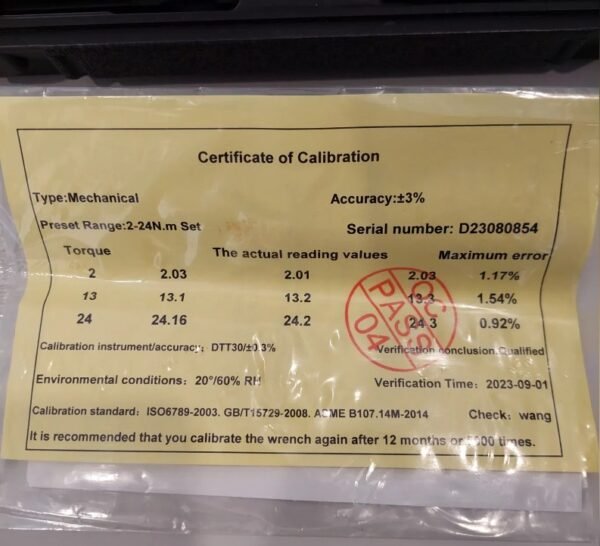 Certificate of Calibration
Type:Mechanical Accuracy:±3%
Preset Range:2-24N.m Set Serial number: D23080854
Torque The actual reading values Maximum error
2 2.03 2.01 2.03 1.17%
13 13.1 13.2 13.3 1.54%
24 24.16 24.2 24.3 0.92%
QC PASS 04
Calibration instrument/accuracy: DTT30/±0.3% Verification conclusion: Qualified
Environmental conditions: 20°/60% RH Verification Time: 2023-09-01
Calibration standard: ISO6789-2003. GB/T15729-2008. ASME B107.14M-2014 Check: wang
It is recommended that you calibrate the wrench again after 12 months or times.